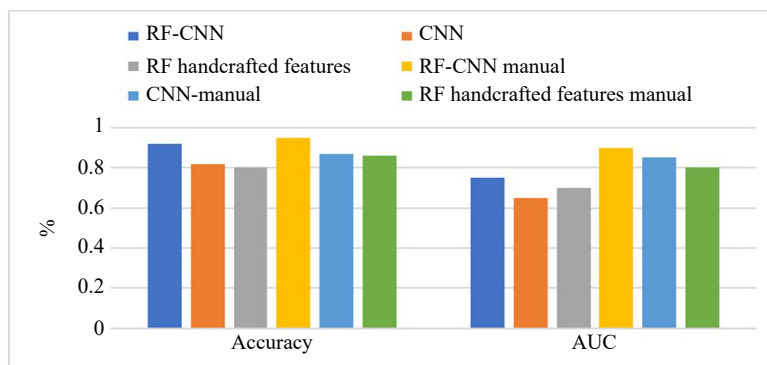 RF-CNN CNN
RF handcrafted features RF-CNN manual
CNN-manual RF handcrafted features manual
1
0.8
0.6
%
0.4
0.2
0
Accuracy AUC